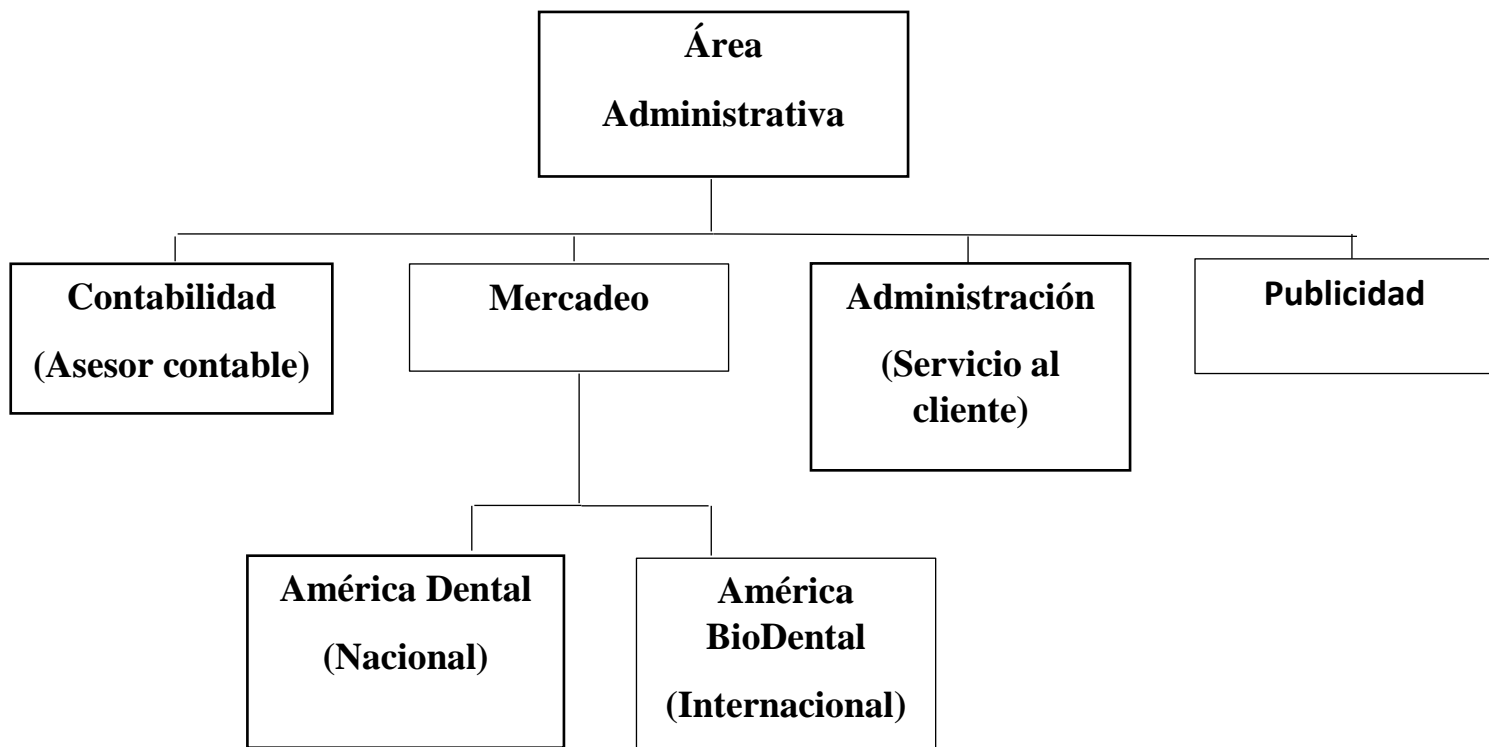 Área
Administrativa
Contabilidad
(Asesor contable)
Mercadeo
Administración
(Servicio al
cliente)
Publicidad
América Dental
(Nacional)
América
BioDental
(Internacional)